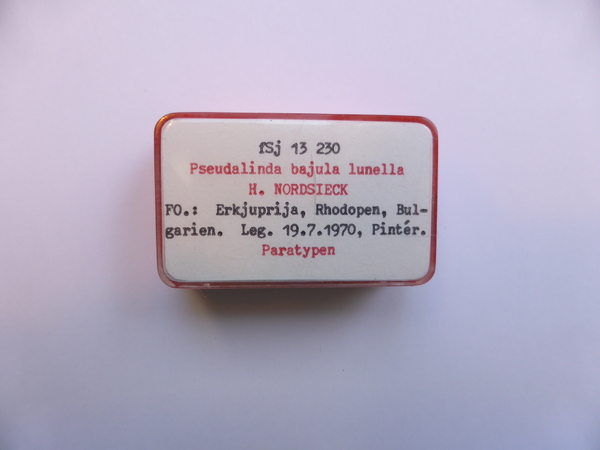 fSj 13 230
Pseudalinda bajula lunella
H. NORDSIECK
FO.: Erkjuprija, Rhodopen, Bul-
garien. Leg. 19.7.1970, Pintér.
Paratypen